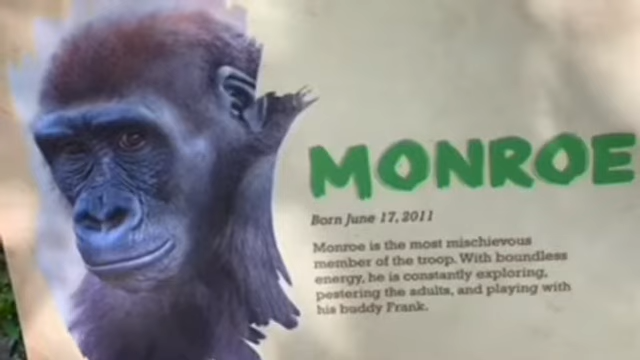 MONROE
Born June 17, 2011
Monroe is the most mischievous
member of the troop. With boundless
energy, he is constantly exploring,
pestering the adults, and playing with
his buddy Frank.